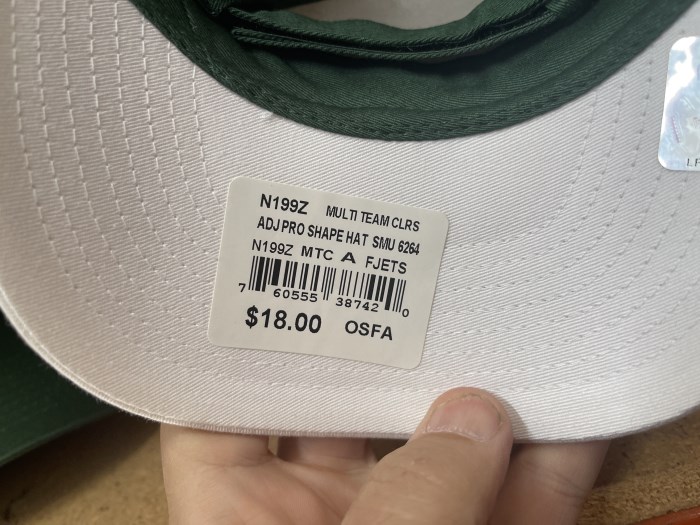 N199Z MULTI TEAM CLRS
ADJ PRO SHAPE HAT SMU 6264
N199Z MTC A FJETS
7 60555 38742 0
$18.00 OSFA